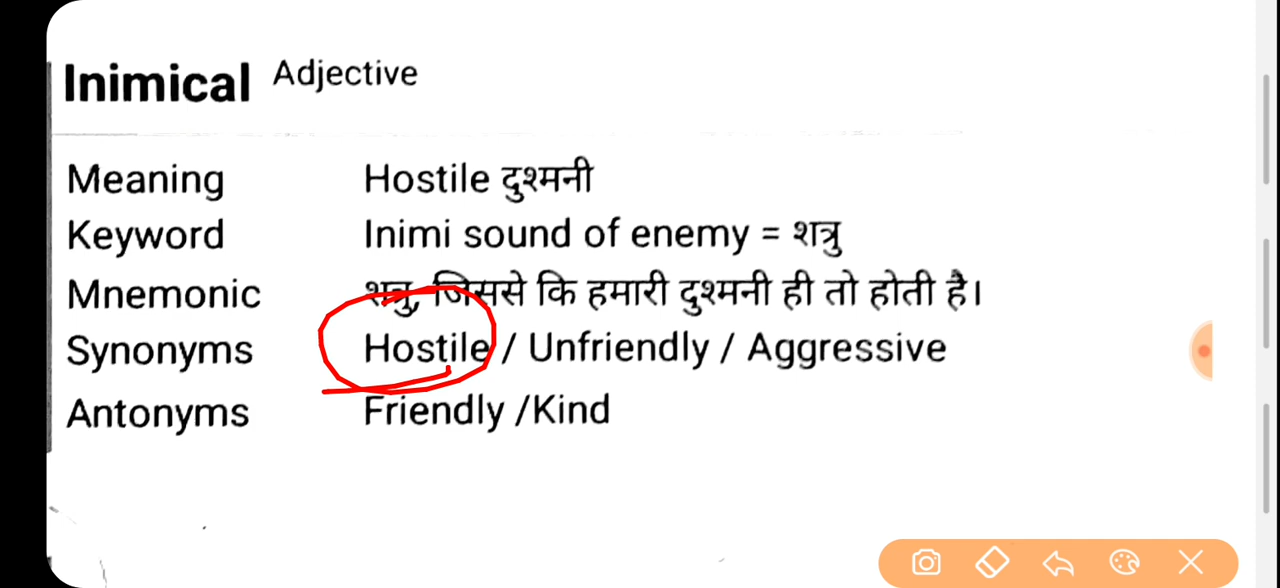 Inimical Adjective
Meaning Hostile दुश्मनी
Keyword Inimi sound of enemy = शत्रु
Mnemonic शत्रु, जिससे कि हमारी दुश्मनी ही तो होती है।
Synonyms Hostile / Unfriendly / Aggressive
Antonyms Friendly /Kind